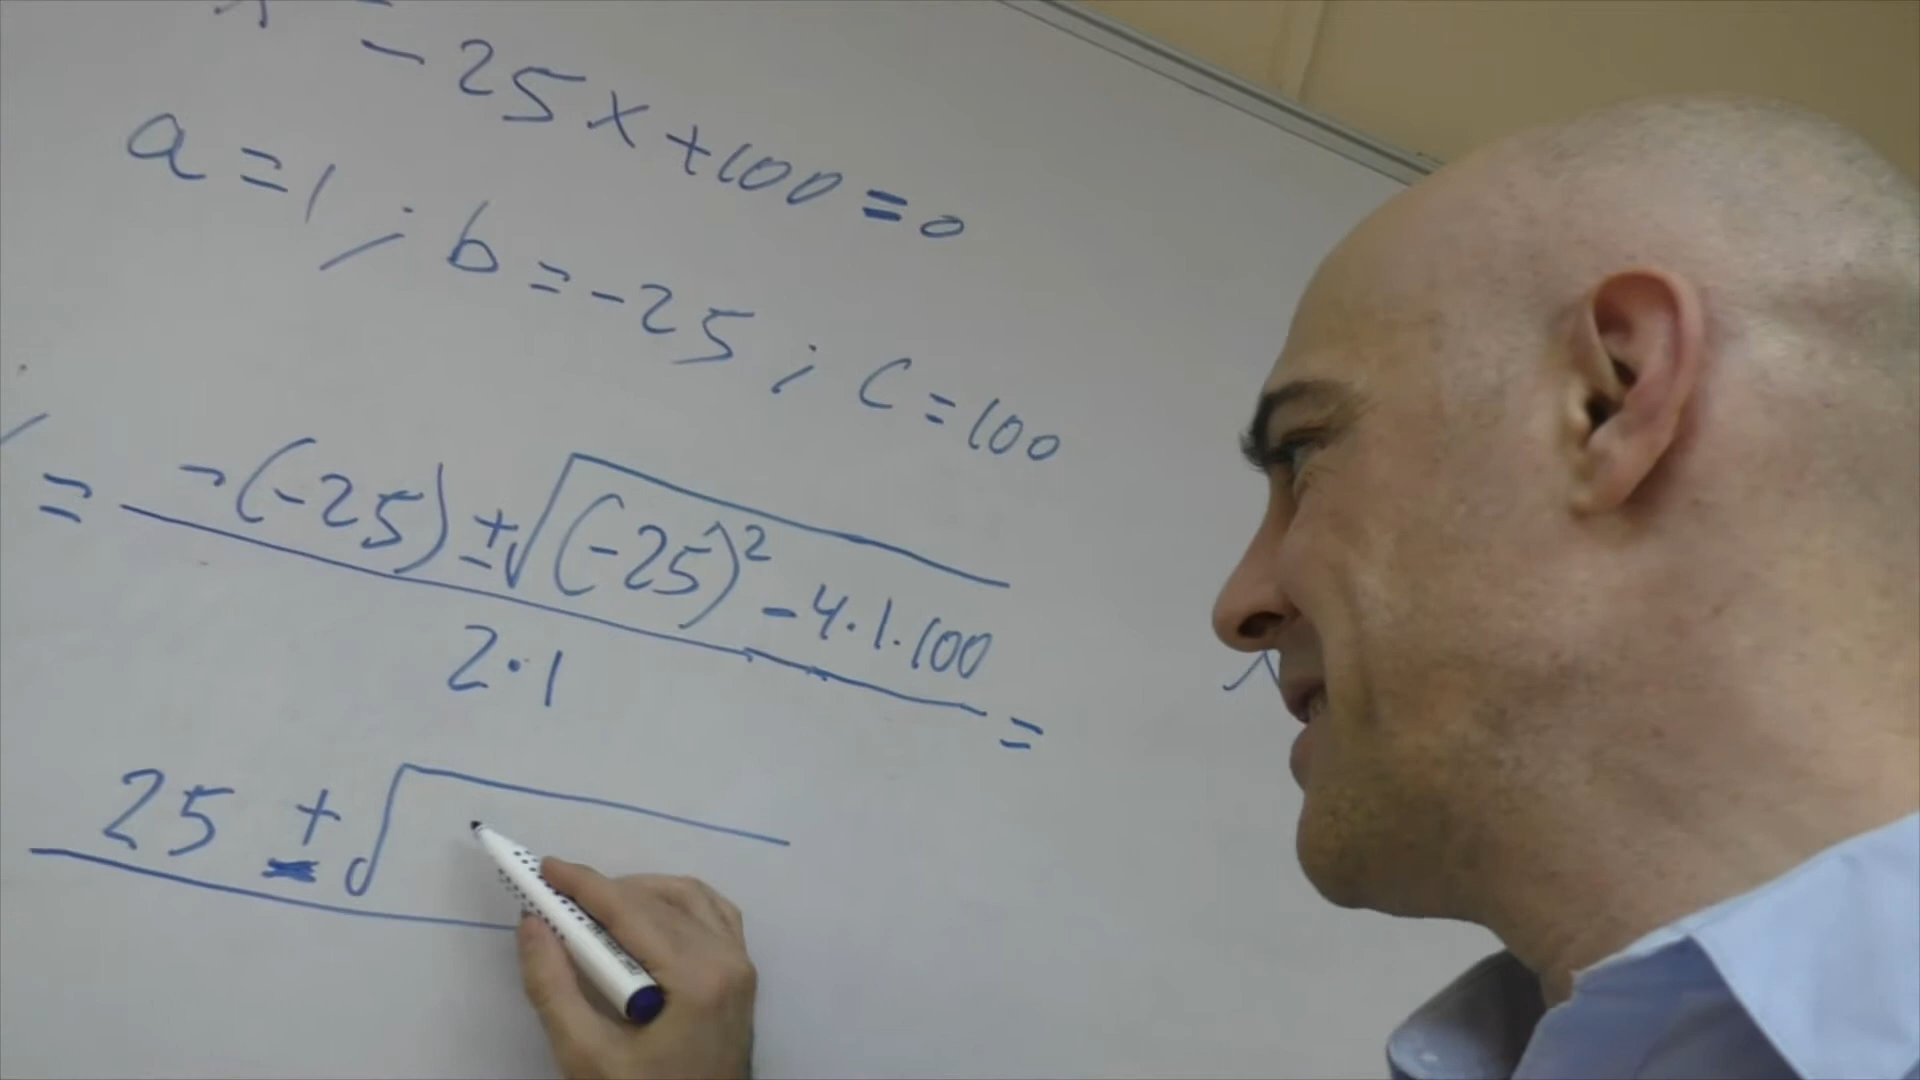 - 25x + 100 = 0
a = 1 ; b = -25 ; c = 100
= -(-25) ± √(-25)² - 4 · 1 · 100
2 · 1 =
25 ± √